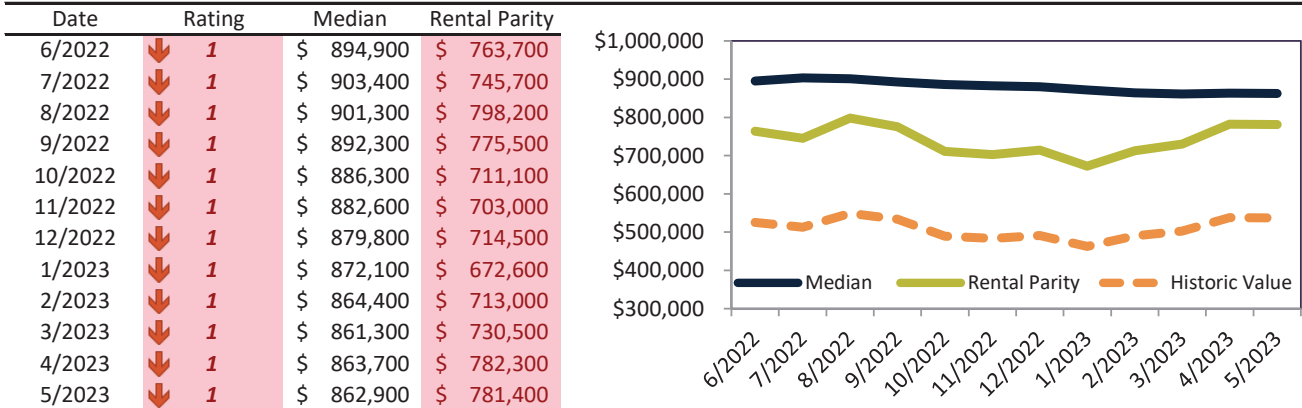 Date Rating Median Rental Parity
6/2022 1 $ 894,900 $ 763,700
7/2022 1 $ 903,400 $ 745,700
8/2022 1 $ 901,300 $ 798,200
9/2022 1 $ 892,300 $ 775,500
10/2022 1 $ 886,300 $ 711,100
11/2022 1 $ 882,600 $ 703,000
12/2022 1 $ 879,800 $ 714,500
1/2023 1 $ 872,100 $ 672,600
2/2023 1 $ 864,400 $ 713,000
3/2023 1 $ 861,300 $ 730,500
4/2023 1 $ 863,700 $ 782,300
5/2023 1 $ 862,900 $ 781,400
$1,000,000
$900,000
$800,000
$700,000
$600,000
$500,000
$400,000
$300,000
Median Rental Parity Historic Value
6/2022 7/2022 8/2022 9/2022 10/2022 11/2022 12/2022 1/2023 2/2023 3/2023 4/2023 5/2023